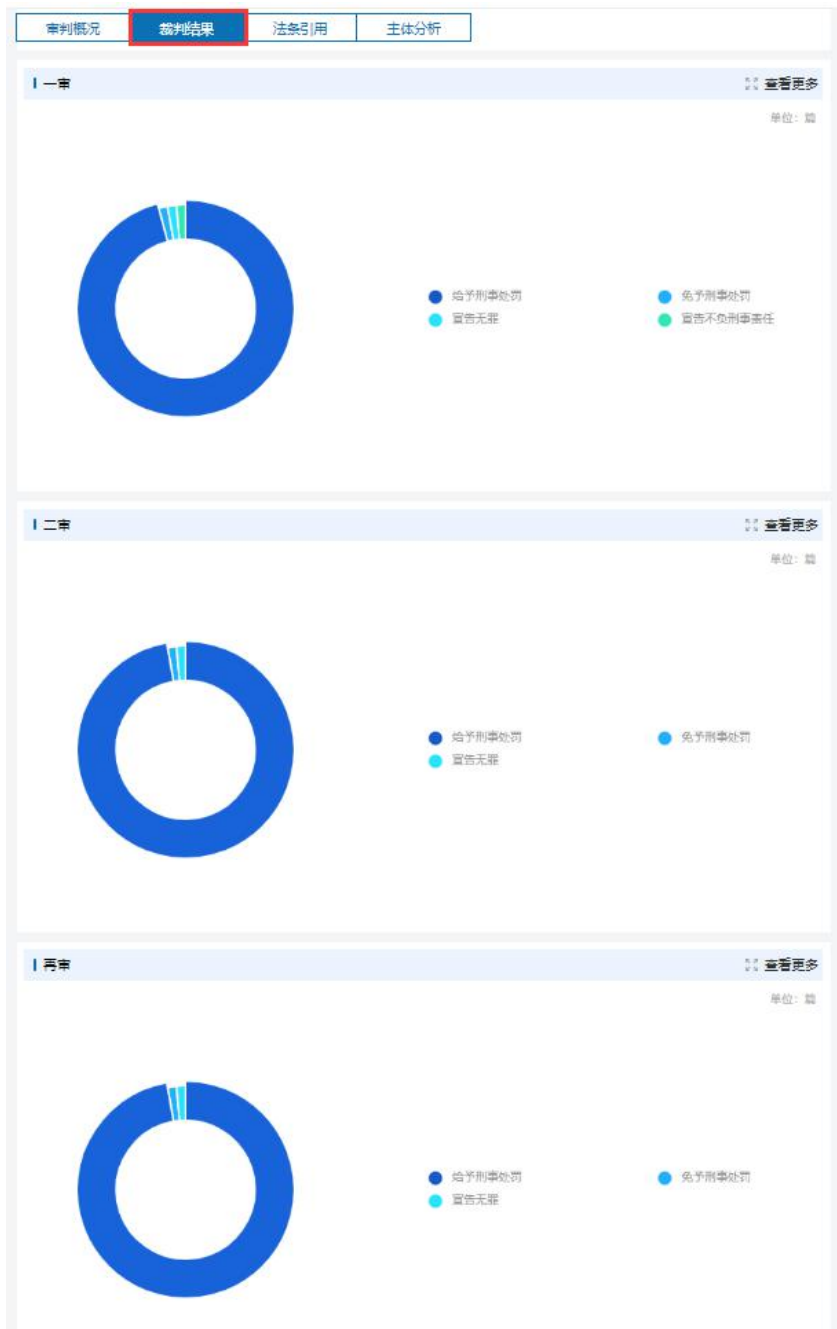 审判概况 裁判结果 法条引用 主体分析
一审 查看更多
单位：篇
给予刑事处罚 免予刑事处罚
宣告无罪 宣告不负刑事责任
二审 查看更多
单位：篇
给予刑事处罚 免予刑事处罚
宣告无罪
再审 查看更多
单位：篇
给予刑事处罚 免予刑事处罚
宣告无罪